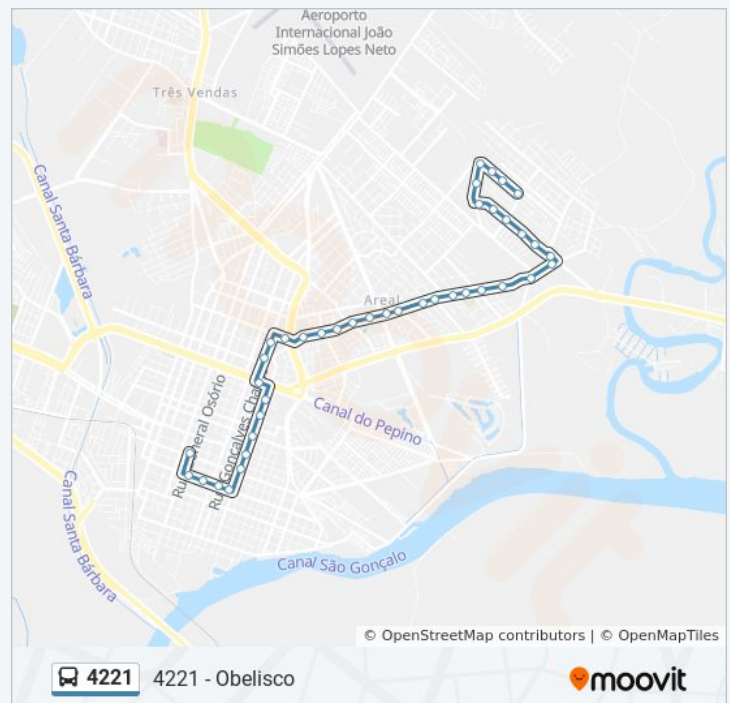 Aeroporto
Internacional João
Simões Lopes Neto
Três Vendas
Canal Santa Bárbara
Areal
Rua General Osório
Rua Gonçalves Cha
Canal do Pepino
Canal Santa Bárbara
Canal São Gonçalo
© OpenStreetMap contributors | © OpenMapTiles
4221 4221 - Obelisco
moovit